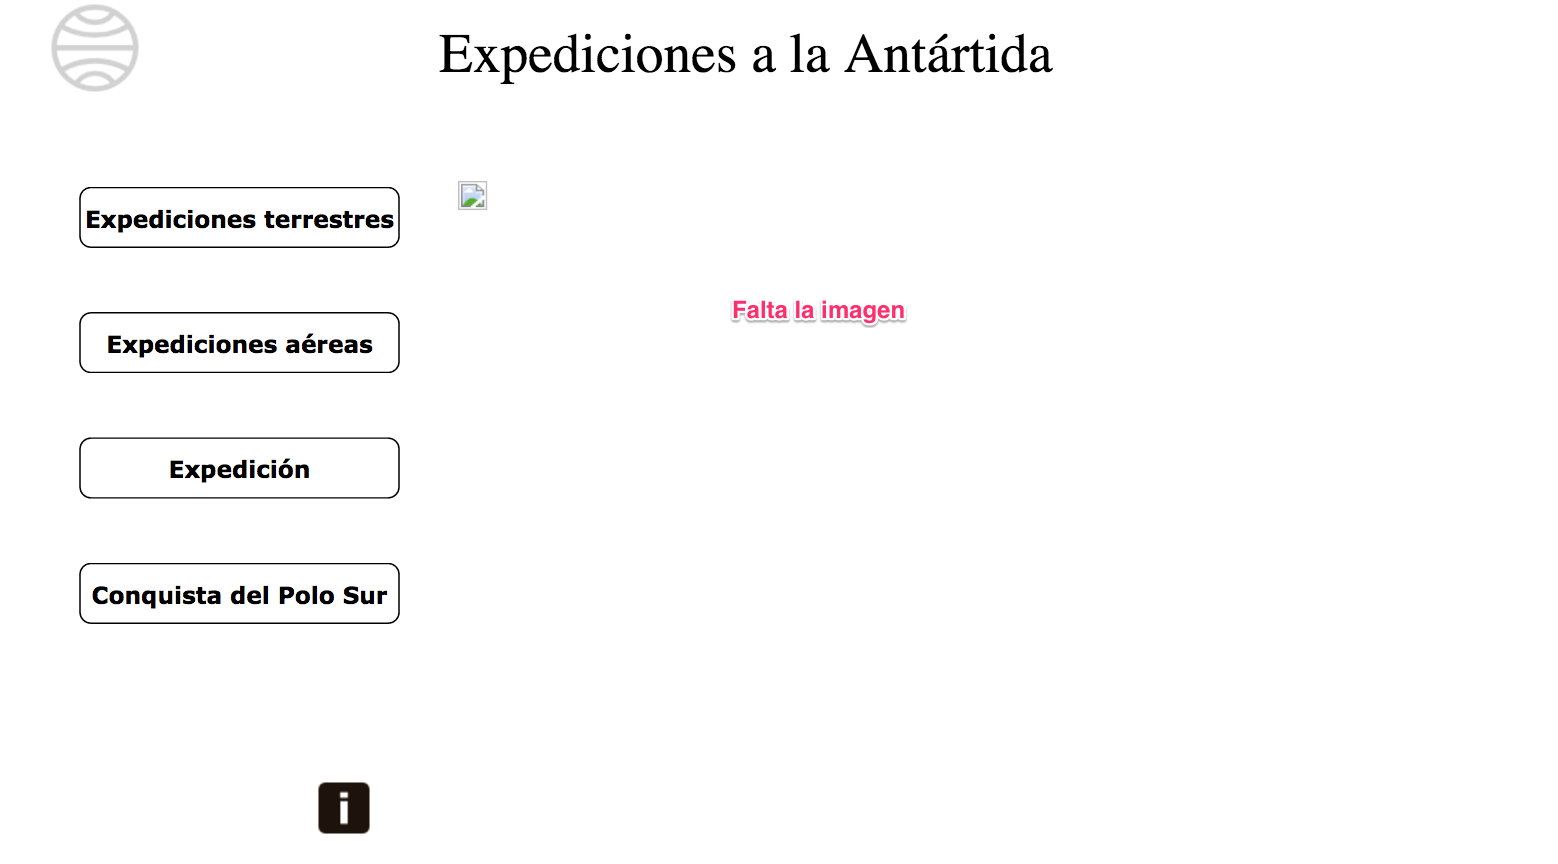 Expediciones a la Antártida
Expediciones terrestres
Falta la imagen
Expediciones aéreas
Expedición
Conquista del Polo Sur
i